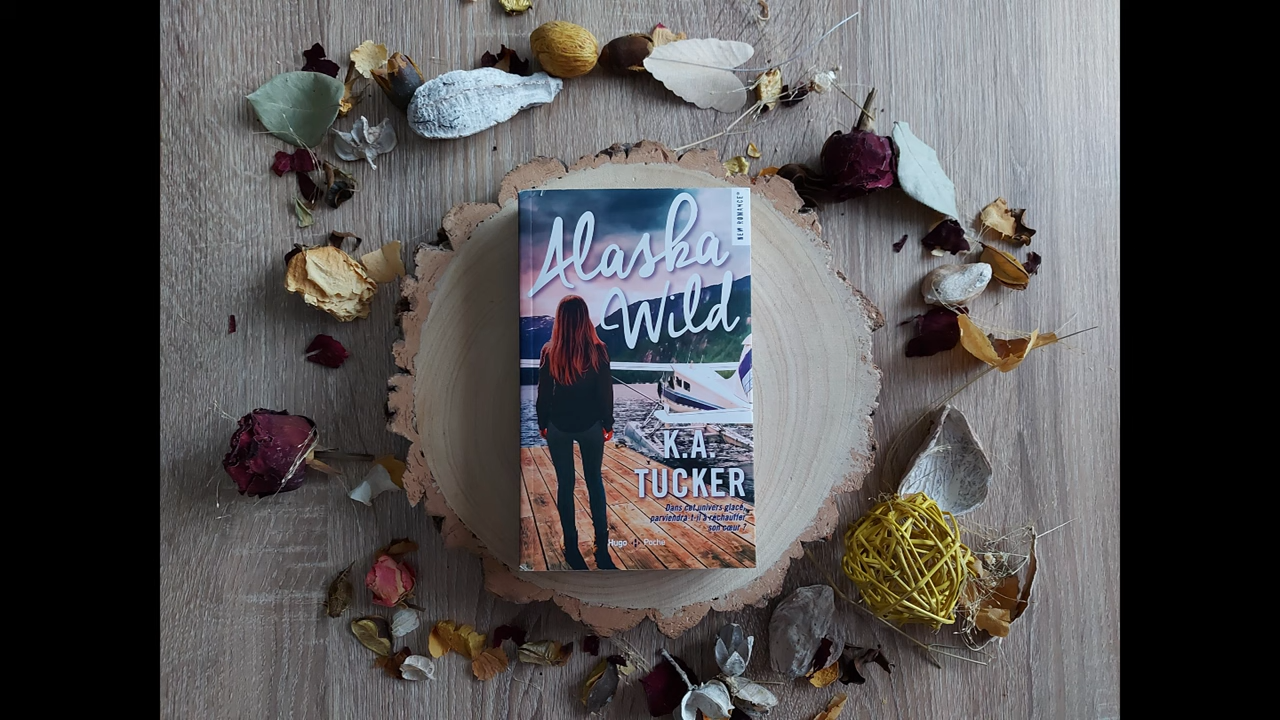 NEW ROMANCE
Alaska
Wild
K.A.
TUCKER
Dans cet univers glacé,
parviendra-t-il à réchauffer
son cœur ?
Hugo Poche